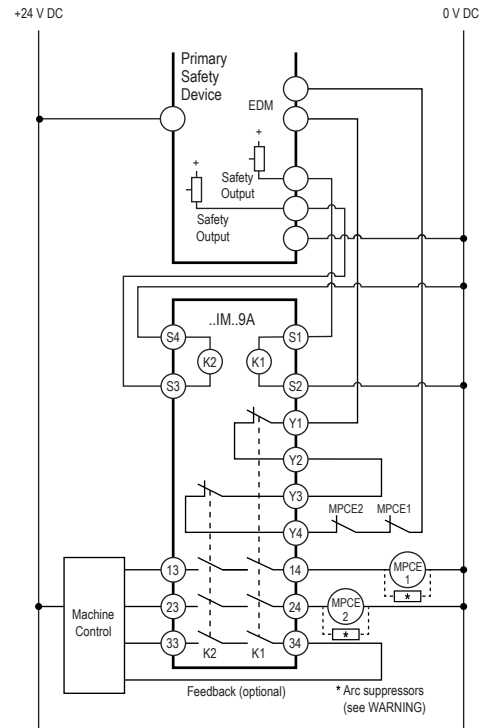 +24 V DC
0 V DC
Primary
Safety
Device
EDM
+
+
Safety
Output
Safety
Output
..IM..9A
S4
S1
K2
K1
S3
S2
Y1
Y2
Y3
Y4
MPCE2
MPCE1
13
14
MPCE
1
*
23
24
MPCE
2
*
Machine
Control
33
34
K2
K1
Feedback (optional)
* Arc suppressors
(see WARNING)